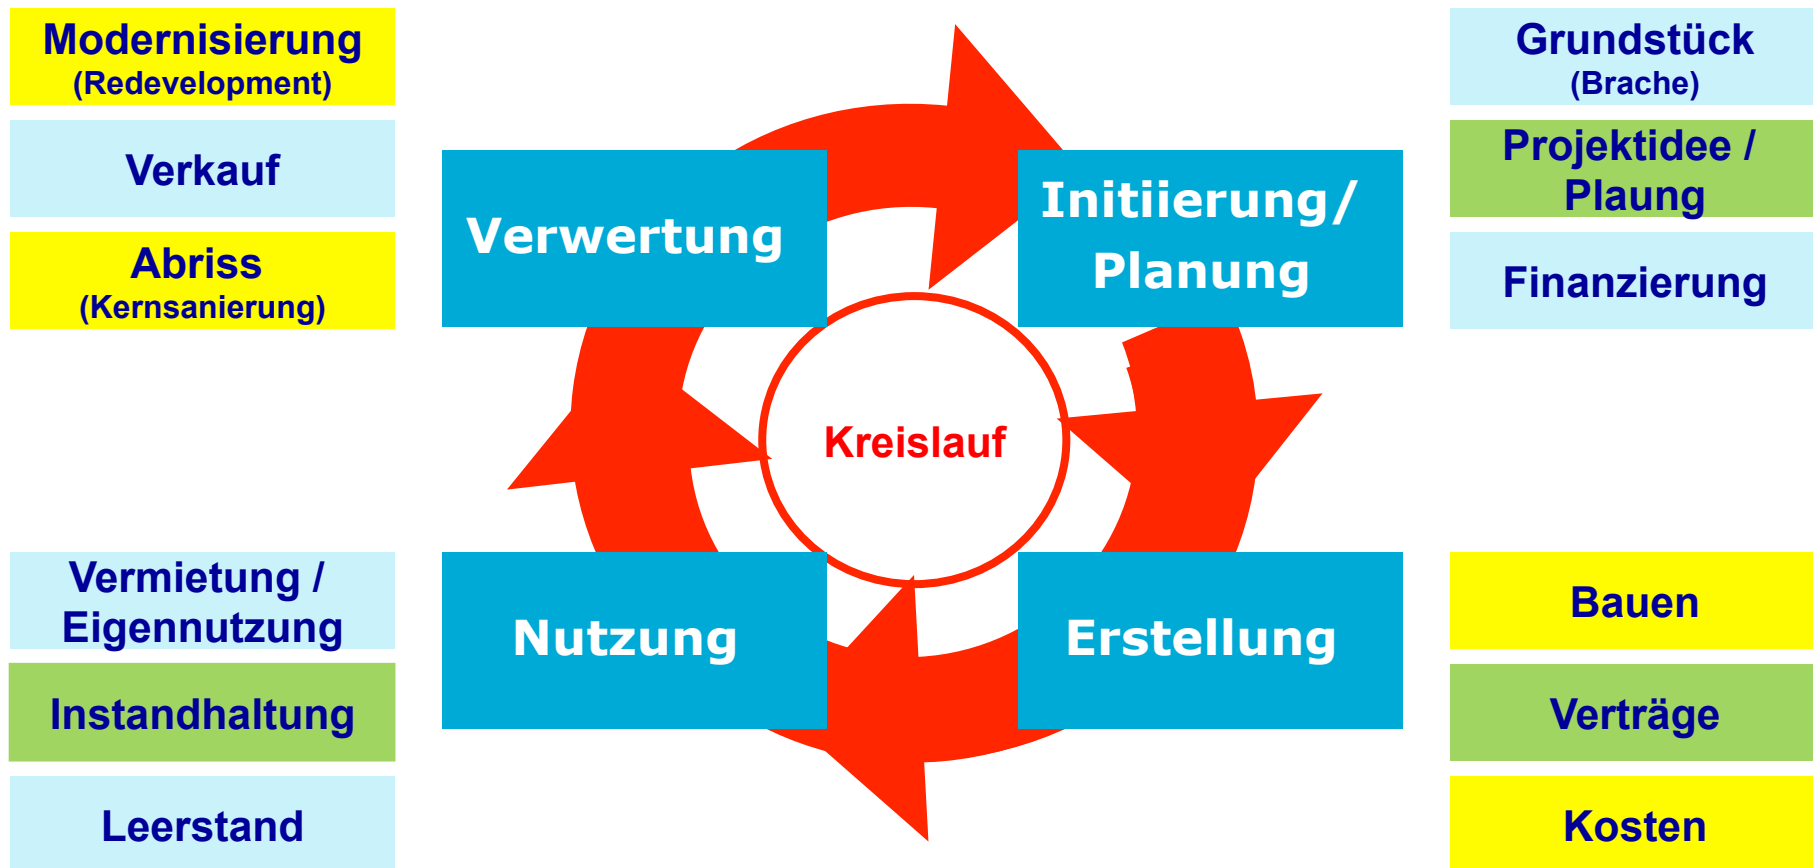 Modernisierung
(Redevelopment)
Verkauf
Abriss
(Kernsanierung)
Verwertung
Initiierung/
Planung
Grundstück
(Brache)
Projektidee /
Plaung
Finanzierung
Kreislauf
Vermietung /
Eigennutzung
Instandhaltung
Leerstand
Nutzung
Erstellung
Bauen
Verträge
Kosten